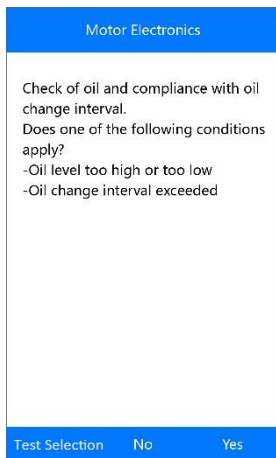 Motor Electronics
Check of oil and compliance with oil
change interval.
Does one of the following conditions
apply?
-Oil level too high or too low
-Oil change interval exceeded
Test Selection No Yes